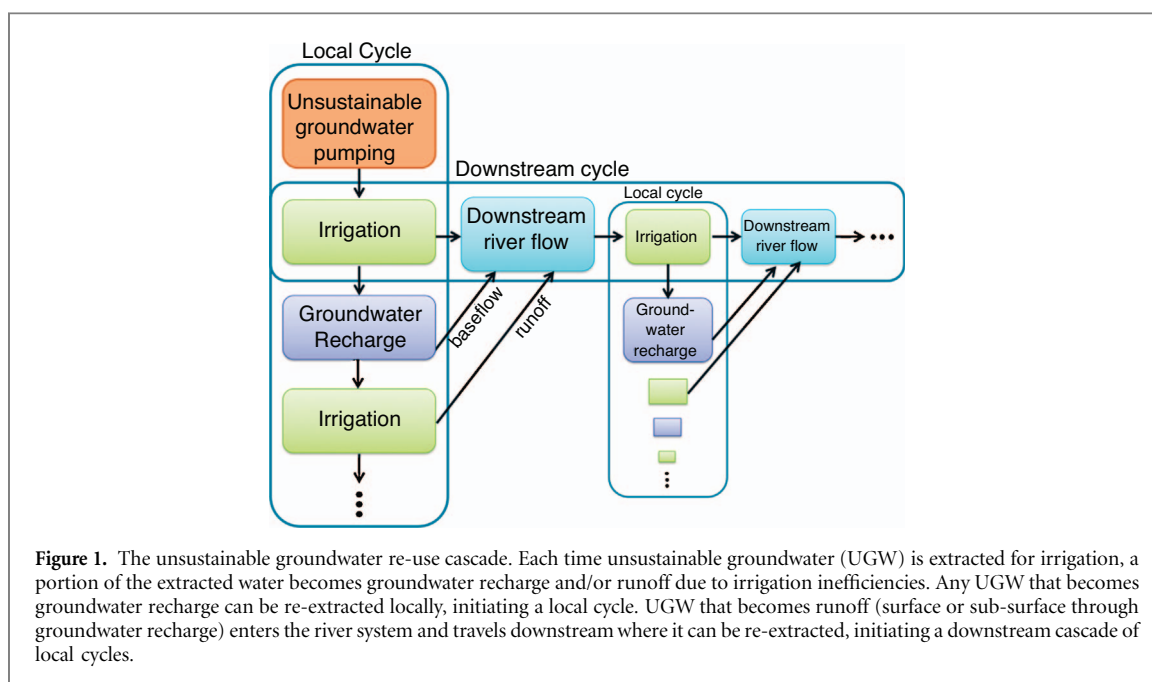 Local Cycle
Unsustainable
groundwater
pumping
Downstream cycle
Local cycle
Irrigation
Downstream
river flow
Irrigation
Downstream
river flow
Groundwater
Recharge
baseflow
runoff
Ground-
water
recharge
Irrigation
Figure 1. The unsustainable groundwater re-use cascade. Each time unsustainable groundwater (UGW) is extracted for irrigation, a
portion of the extracted water becomes groundwater recharge and/or runoff due to irrigation inefficiencies. Any UGW that becomes
groundwater recharge can be re-extracted locally, initiating a local cycle. UGW that becomes runoff (surface or sub-surface through
groundwater recharge) enters the river system and travels downstream where it can be re-extracted, initiating a downstream cascade of
local cycles.